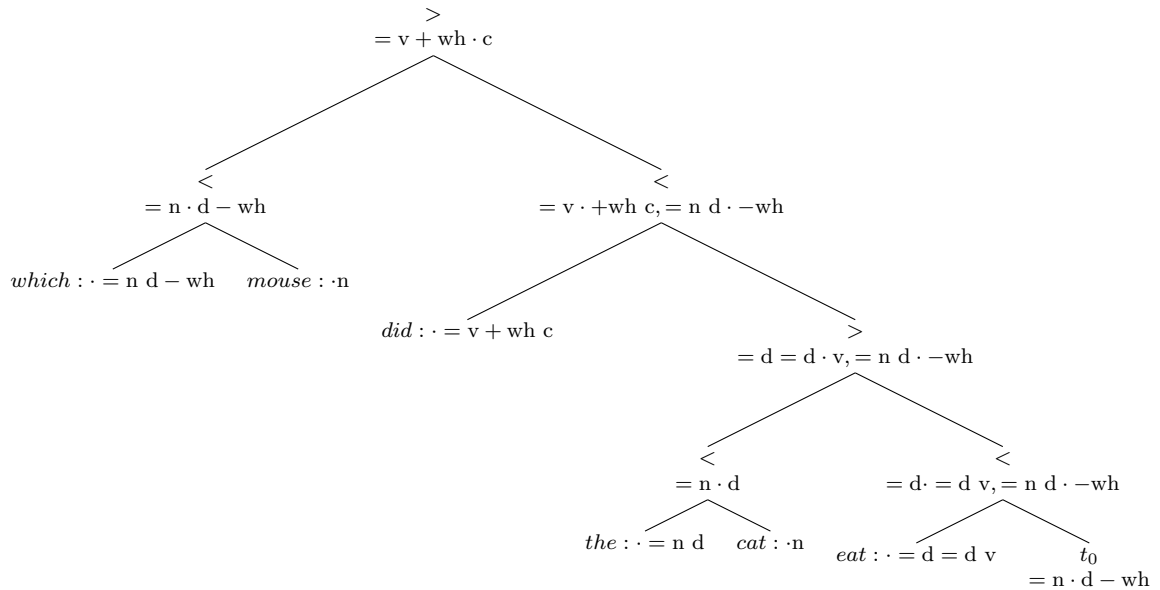 >
= v + wh · c
< <
= n · d − wh = v · +wh c, = n d · −wh
which : · = n d − wh mouse : ·n
did : · = v + wh c >
= d = d · v, = n d · −wh
< <
= n · d = d· = d v, = n d · −wh
the : · = n d cat : ·n eat : · = d = d v t₀
= n · d − wh